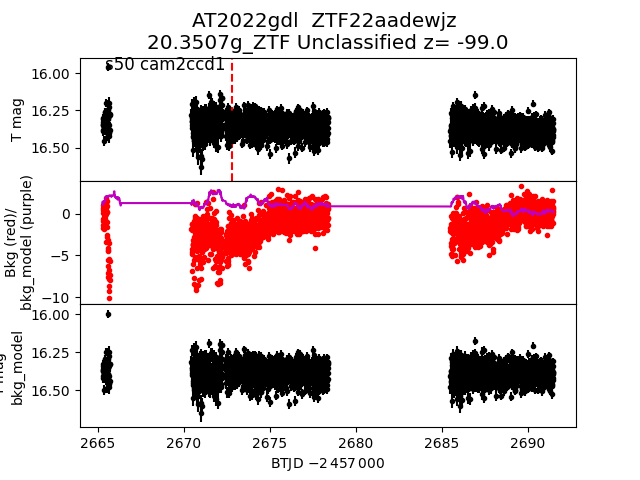 AT2022gdl  ZTF22aadewjz
20.3507g_ZTF Unclassified z= -99.0
s50 cam2ccd1
T mag
16.00
16.25
16.50
Bkg (red)/
bkg_model (purple)
0
−5
−10
bkg_model
16.00
16.25
16.50
2665
2670
2675
2680
2685
2690
BTJD −2 457 000